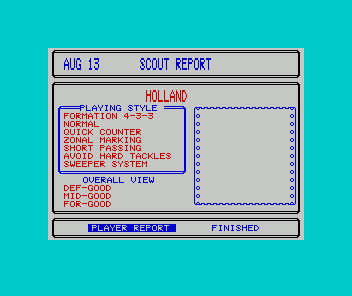 AUG 13 SCOUT REPORT
HOLLAND
PLAYING STYLE
FORMATION 4-3-3
NORMAL
QUICK COUNTER
ZONAL MARKING
SHORT PASSING
AVOID HARD TACKLES
SWEEPER SYSTEM
OVERALL VIEW
DEF-GOOD
MID-GOOD
FOR-GOOD
PLAYER REPORT FINISHED